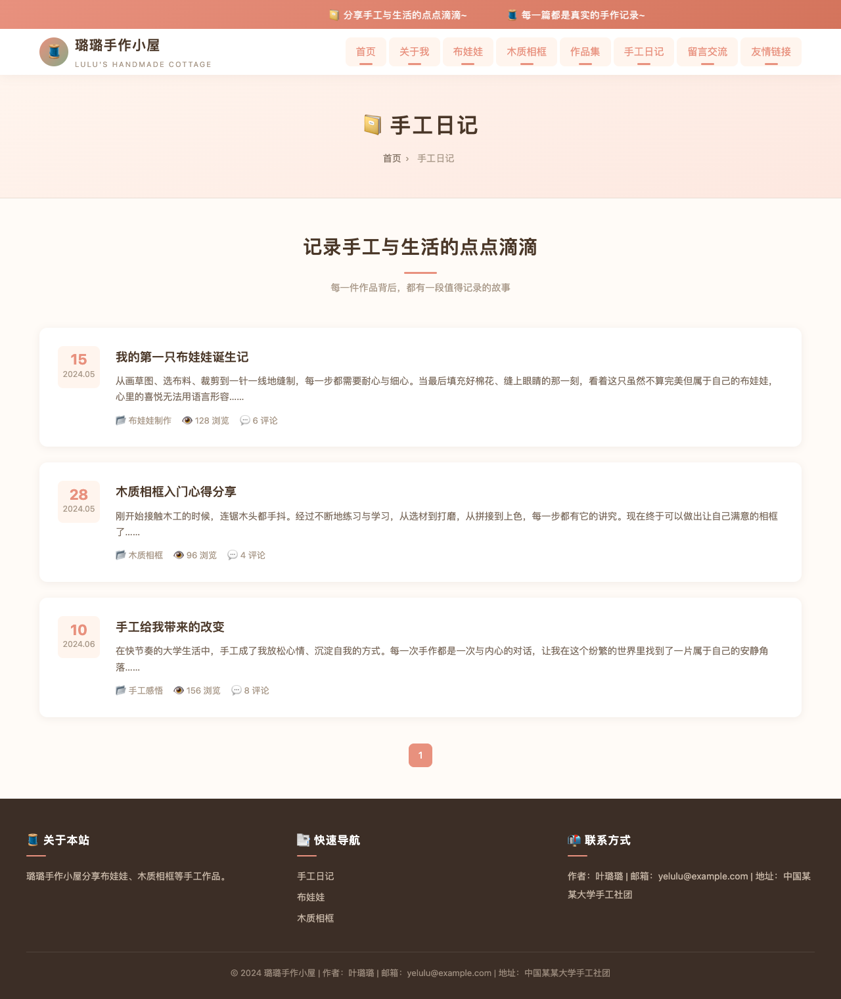 分享手工与生活的点点滴滴~ 每一篇都是真实的手作记录~
璐璐手作小屋
LULU'S HANDMADE COTTAGE
首页 关于我 布娃娃 木质相框 作品集 手工日记 留言交流 友情链接
手工日记
首页 › 手工日记
记录手工与生活的点点滴滴
每一件作品背后，都有一段值得记录的故事
15
2024.05
我的第一只布娃娃诞生记
从画草图、选布料、裁剪到一针一线地缝制，每一步都需要耐心与细心。当最后填充好棉花、缝上眼睛的那一刻，看着这只虽然不算完美但属于自己的布娃娃，
心里的喜悦无法用语言形容……
布娃娃制作 128 浏览 6 评论
28
2024.05
木质相框入门心得分享
刚开始接触木工的时候，连锯木头都手抖。经过不断地练习与学习，从选材到打磨，从拼接到上色，每一步都有它的讲究。现在终于可以做出让自己满意的相框
了……
木质相框 96 浏览 4 评论
10
2024.06
手工给我带来的改变
在快节奏的大学生活中，手工成了我放松心情、沉淀自我的方式。每一次手作都是一次与内心的对话，让我在这个纷繁的世界里找到了一片属于自己的安静角
落……
手工感悟 156 浏览 8 评论
1
关于本站
璐璐手作小屋分享布娃娃、木质相框等手工作品。
快速导航
手工日记
布娃娃
木质相框
联系方式
作者：叶璐璐 | 邮箱：yelulu@example.com | 地址：中国某
某大学手工社团
© 2024 璐璐手作小屋 | 作者：叶璐璐 | 邮箱：yelulu@example.com | 地址：中国某某大学手工社团